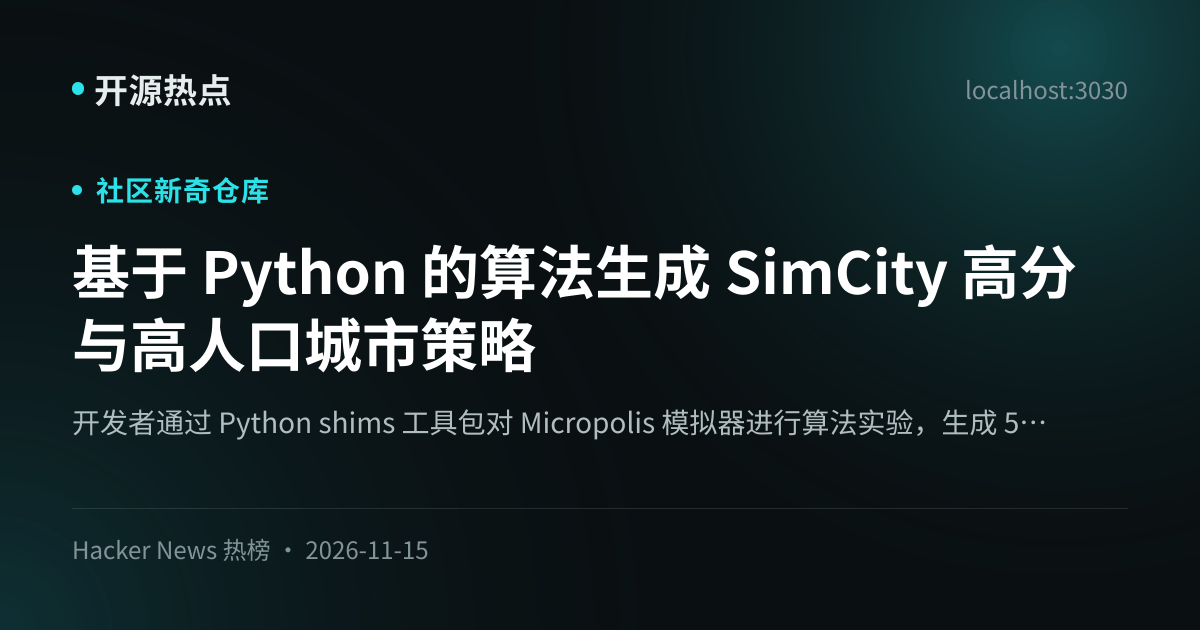 开源热点
localhost:3030
社区新奇仓库
基于 Python 的算法生成 SimCity 高分
与高人口城市策略
开发者通过 Python shims 工具包对 Micropolis 模拟器进行算法实验，生成 5…
Hacker News 热榜 · 2026-11-15